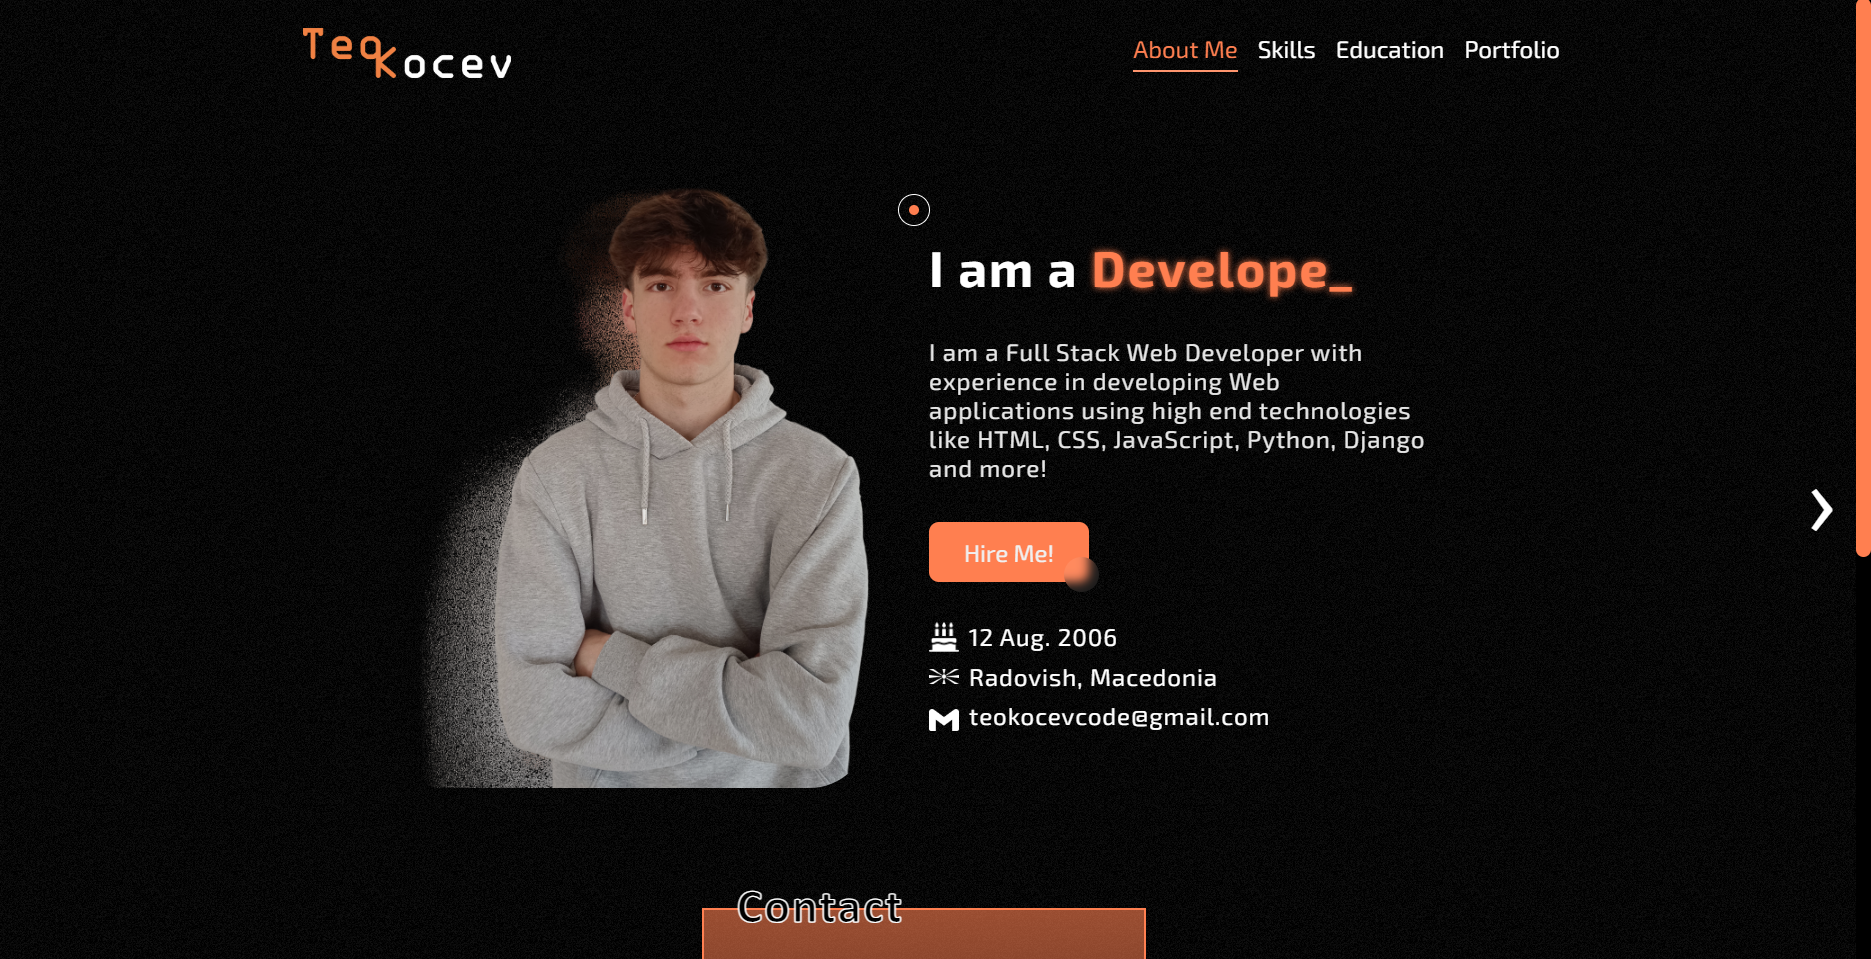 Teo
Kocev
About Me Skills Education Portfolio
I am a Develope_
I am a Full Stack Web Developer with
experience in developing Web
applications using high end technologies
like HTML, CSS, JavaScript, Python, Django
and more!
Hire Me!
12 Aug. 2006
Radovish, Macedonia
teokocevcode@gmail.com
Contact